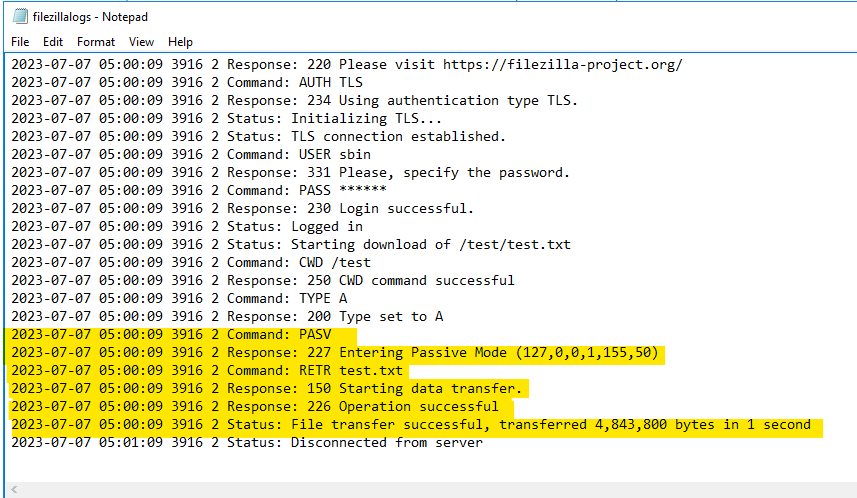 filezillalogs - Notepad
File Edit Format View Help
2023-07-07 05:00:09 3916 2 Response: 220 Please visit https://filezilla-project.org/
2023-07-07 05:00:09 3916 2 Command: AUTH TLS
2023-07-07 05:00:09 3916 2 Response: 234 Using authentication type TLS.
2023-07-07 05:00:09 3916 2 Status: Initializing TLS...
2023-07-07 05:00:09 3916 2 Status: TLS connection established.
2023-07-07 05:00:09 3916 2 Command: USER sbin
2023-07-07 05:00:09 3916 2 Response: 331 Please, specify the password.
2023-07-07 05:00:09 3916 2 Command: PASS ******
2023-07-07 05:00:09 3916 2 Response: 230 Login successful.
2023-07-07 05:00:09 3916 2 Status: Logged in
2023-07-07 05:00:09 3916 2 Status: Starting download of /test/test.txt
2023-07-07 05:00:09 3916 2 Command: CWD /test
2023-07-07 05:00:09 3916 2 Response: 250 CWD command successful
2023-07-07 05:00:09 3916 2 Command: TYPE A
2023-07-07 05:00:09 3916 2 Response: 200 Type set to A
2023-07-07 05:00:09 3916 2 Command: PASV
2023-07-07 05:00:09 3916 2 Response: 227 Entering Passive Mode (127,0,0,1,155,50)
2023-07-07 05:00:09 3916 2 Command: RETR test.txt
2023-07-07 05:00:09 3916 2 Response: 150 Starting data transfer.
2023-07-07 05:00:09 3916 2 Response: 226 Operation successful
2023-07-07 05:00:09 3916 2 Status: File transfer successful, transferred 4,843,800 bytes in 1 second
2023-07-07 05:01:09 3916 2 Status: Disconnected from server